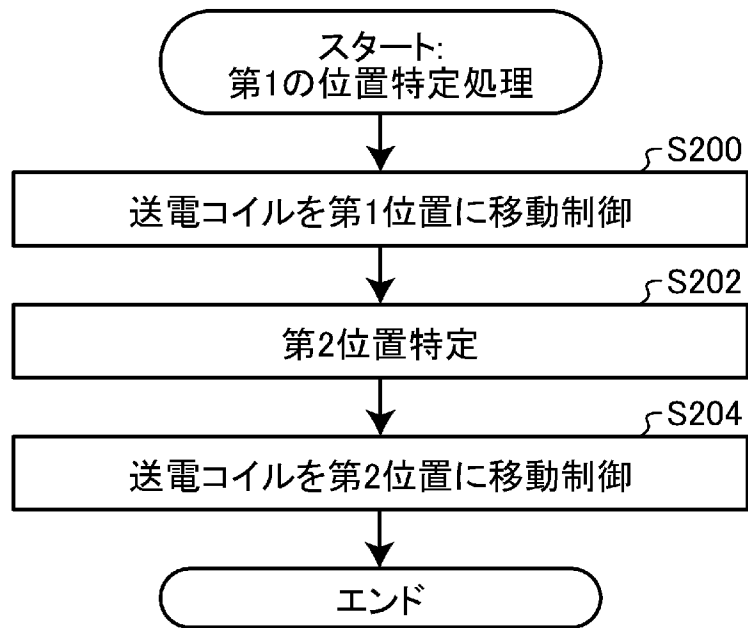 スタート:
第1の位置特定処理
S200
送電コイルを第1位置に移動制御
S202
第2位置特定
S204
送電コイルを第2位置に移動制御
エンド